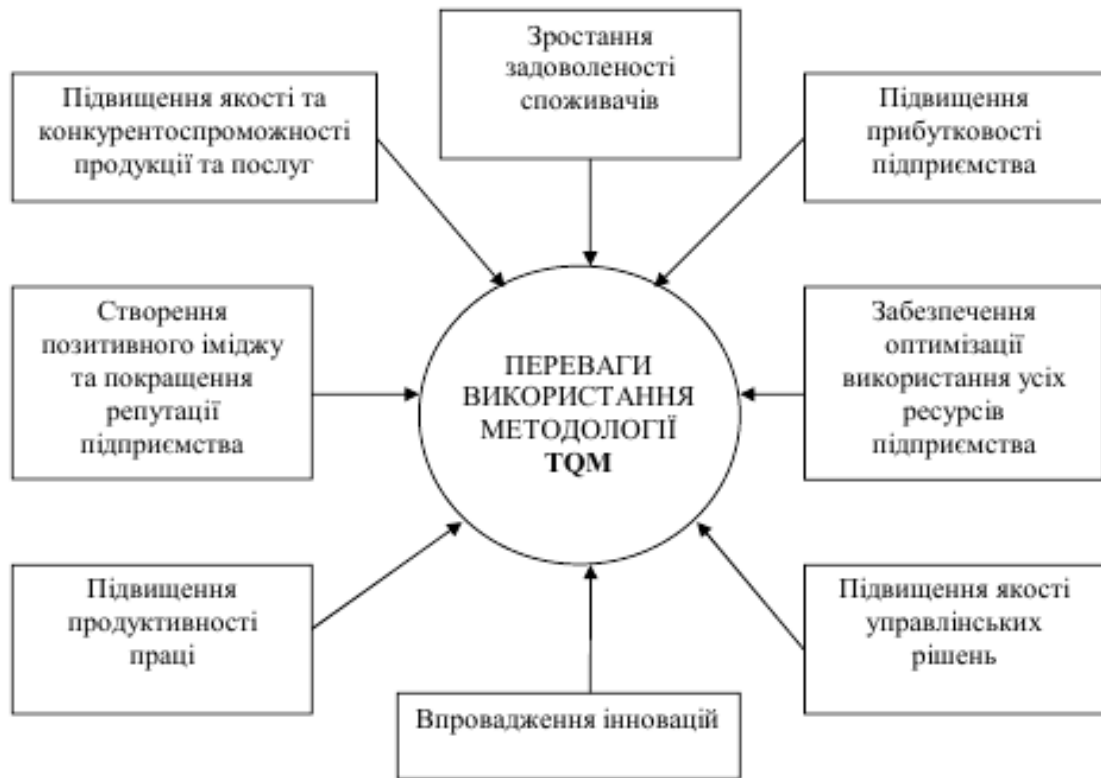 Зростання
задоволеності
споживачів
Підвищення якості та
конкурентоспроможності
продукції та послуг
Підвищення
прибутковості
підприємства
Створення
позитивного іміджу
та покращення
репутації
підприємства
ПЕРЕВАГИ
ВИКОРИСТАННЯ
МЕТОДОЛОГІЇ
TQM
Забезпечення
оптимізації
використання усіх
ресурсів
підприємства
Підвищення
продуктивності
праці
Підвищення якості
управлінських
рішень
Впровадження інновацій